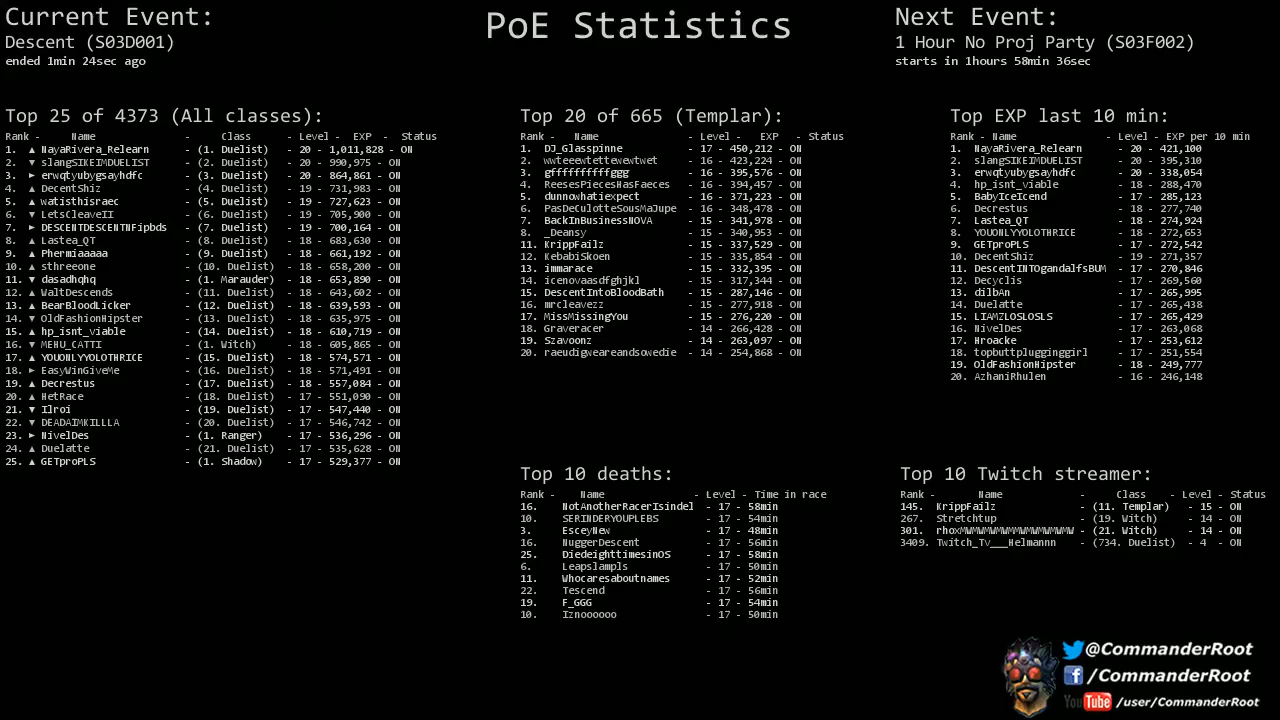 Current Event:
Descent (S03D001)
ended 1min 24sec ago
PoE Statistics
Next Event:
1 Hour No Proj Party (S03F002)
starts in 1hours 58min 36sec
Top 25 of 4373 (All classes):
Rank - Name - Class - Level - EXP - Status
1. ▲ NayaRivera_Relearn - (1. Duelist) - 20 - 1,011,828 - ON
2. ▼ slangSIKEIMDUELIST - (2. Duelist) - 20 - 990,975 - ON
3. ► erwqtyubygsayhdfc - (3. Duelist) - 20 - 864,861 - ON
4. ▲ DecentShiz - (4. Duelist) - 19 - 731,983 - ON
5. ▲ watisthisraec - (5. Duelist) - 19 - 727,623 - ON
6. ▼ LetsCleaveII - (6. Duelist) - 19 - 705,900 - ON
7. ► DESCENTDESCENTNFipbds - (7. Duelist) - 19 - 700,164 - ON
8. ▲ Lastea_QT - (8. Duelist) - 18 - 683,630 - ON
9. ▲ Phermiaaaaa - (9. Duelist) - 18 - 661,192 - ON
10. ▲ sthreeone - (10. Duelist) - 18 - 658,200 - ON
11. ▼ dasadhqhq - (1. Marauder) - 18 - 653,890 - ON
12. ▲ WaltDescends - (11. Duelist) - 18 - 643,602 - ON
13. ▲ BearBloodLicker - (12. Duelist) - 18 - 639,593 - ON
14. ▼ OldFashionHipster - (13. Duelist) - 18 - 635,975 - ON
15. ▲ hp_isnt_viable - (14. Duelist) - 18 - 610,719 - ON
16. ▼ MEHU_CATTI - (1. Witch) - 18 - 605,865 - ON
17. ▲ YOUONLYYOLOTHRICE - (15. Duelist) - 18 - 574,571 - ON
18. ► EasyWinGiveMe - (16. Duelist) - 18 - 571,491 - ON
19. ▲ Decrestus - (17. Duelist) - 18 - 557,084 - ON
20. ▲ HetRace - (18. Duelist) - 17 - 551,090 - ON
21. ▼ Ilroi - (19. Duelist) - 17 - 547,440 - ON
22. ▼ DEADAIMKILLLA - (20. Duelist) - 17 - 546,742 - ON
23. ► NivelDes - (1. Ranger) - 17 - 536,296 - ON
24. ▲ Duelatte - (21. Duelist) - 17 - 535,628 - ON
25. ▲ GETproPLS - (1. Shadow) - 17 - 529,377 - ON
Top 20 of 665 (Templar):
Rank - Name - Level - EXP - Status
1. DJ_Glasspinne - 17 - 450,212 - ON
2. wwteeewtettewewtwet - 16 - 423,224 - ON
3. gffffffffffggg - 16 - 395,576 - ON
4. ReesesPiecesHasFaeces - 16 - 394,457 - ON
5. dunnowhatiexpect - 16 - 371,223 - ON
6. PasDeCulotteSousMaJupe - 16 - 348,478 - ON
7. BackInBusinessNOVA - 15 - 341,978 - ON
8. _Deansy - 15 - 340,953 - ON
11. KrippFailz - 15 - 337,529 - ON
12. KebabiSkoen - 15 - 335,854 - ON
13. immarace - 15 - 332,395 - ON
14. icenovaasdfghjkl - 15 - 317,344 - ON
15. DescentIntoBloodBath - 15 - 287,146 - ON
16. mrcleavezz - 15 - 277,918 - ON
17. MissMissingYou - 15 - 276,220 - ON
18. Graveracer - 14 - 266,428 - ON
19. Szavoonz - 14 - 263,097 - ON
20. raeudigweareandsowedie - 14 - 254,868 - ON
Top EXP last 10 min:
Rank - Name - Level - EXP per 10 min
1. NayaRivera_Relearn - 20 - 421,100
2. slangSIKEIMDUELIST - 20 - 395,310
3. erwqtyubygsayhdfc - 20 - 338,054
4. hp_isnt_viable - 18 - 288,470
5. BabyIceIcend - 17 - 285,123
6. Decrestus - 18 - 277,740
7. Lastea_QT - 18 - 274,924
8. YOUONLYYOLOTHRICE - 18 - 272,653
9. GETproPLS - 17 - 272,542
10. DecentShiz - 19 - 271,357
11. DescentINTOgandalfsBUM - 17 - 270,846
12. Decyclis - 17 - 269,560
13. dilbAn - 17 - 265,995
14. Duelatte - 17 - 265,438
15. LIAMZLOSLOSLS - 17 - 265,429
16. NivelDes - 17 - 263,068
17. Hroacke - 17 - 253,612
18. topbuttplugginggirl - 17 - 251,554
19. OldFashionHipster - 18 - 249,777
20. AzhaniRhulen - 16 - 246,148
Top 10 deaths:
Rank - Name - Level - Time in race
16. NotAnotherRacerIsindel - 17 - 58min
10. SERINDERYOUPLEBS - 17 - 54min
3. EsceyNew - 17 - 48min
16. NuggerDescent - 17 - 56min
25. DiedeighttimesinOS - 17 - 58min
6. Leapslampls - 17 - 50min
11. Whocaresaboutnames - 17 - 52min
22. Tescend - 17 - 56min
19. F_GGG - 17 - 54min
10. Iznoooooo - 17 - 50min
Top 10 Twitch streamer:
Rank - Name - Class - Level - Status
145. KrippFailz - (11. Templar) - 15 - ON
267. Stretchtup - (19. Witch) - 14 - ON
301. rhoxMWMWMWMWMWMWMWMWMWMW - (21. Witch) - 14 - ON
3409. Twitch_Tv___Helmannn - (734. Duelist) - 4 - ON
@CommanderRoot
f /CommanderRoot
YouTube /user/CommanderRoot